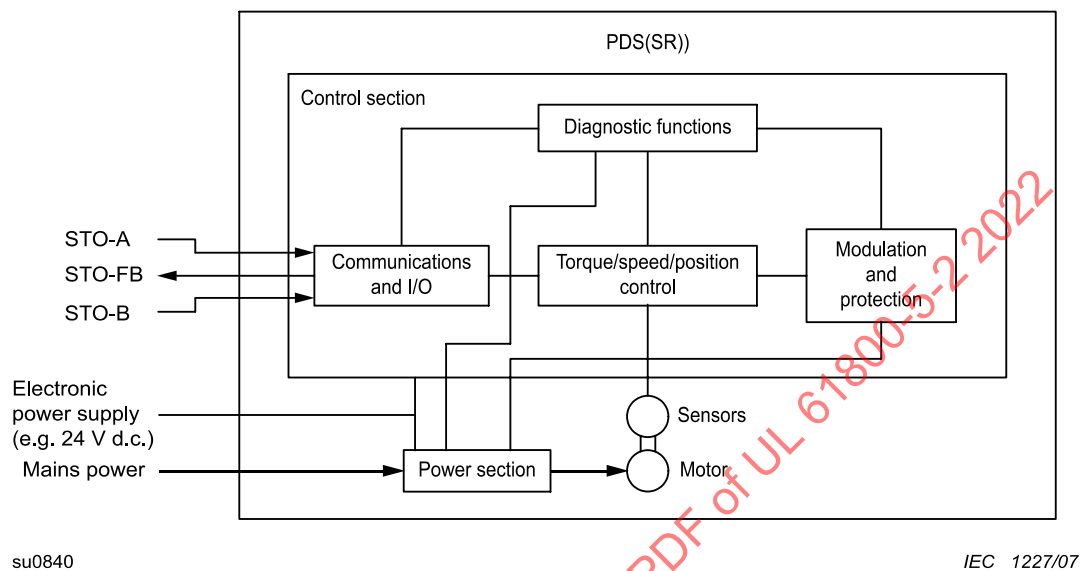 PDS(SR))
Control section
Diagnostic functions
STO-A
STO-FB
STO-B
Communications
and I/O
Torque/speed/position
control
Modulation
and
protection
Electronic
power supply
(e.g. 24 V d.c.)
Mains power
Sensors
Power section
Motor
PDF of UL 61800-5-2 2022
su0840
IEC 1227/07